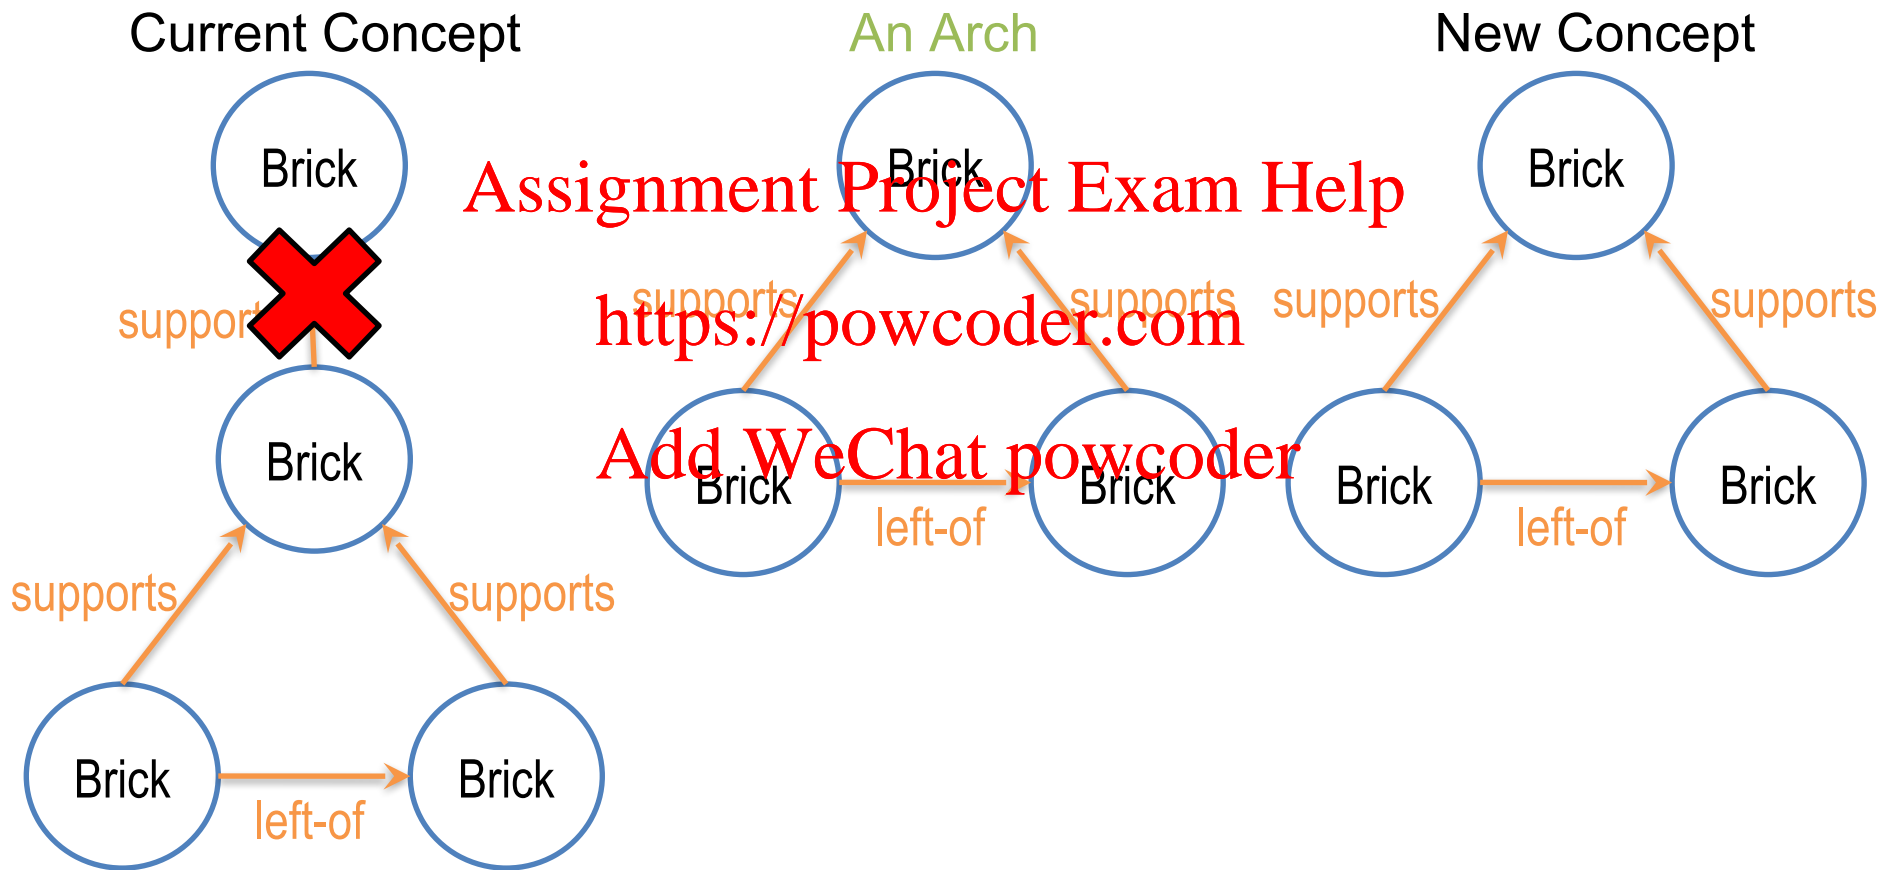 Current Concept
An Arch
New Concept
Brick
Brick
Brick
Assignment Project Exam Help
supports
supports
supports
supports
https://powcoder.com
Add WeChat powcoder
Brick
Brick
Brick
Brick
Brick
left-of
left-of
supports
supports
Brick
Brick
left-of